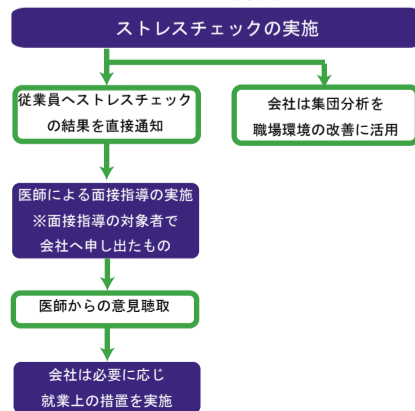 ストレスチェックの実施
従業員へストレスチェック
の結果を直接通知
会社は集団分析を
職場環境の改善に活用
医師による面接指導の実施
※面接指導の対象者で
会社へ申し出たもの
医師からの意見聴取
会社は必要に応じ
就業上の措置を実施